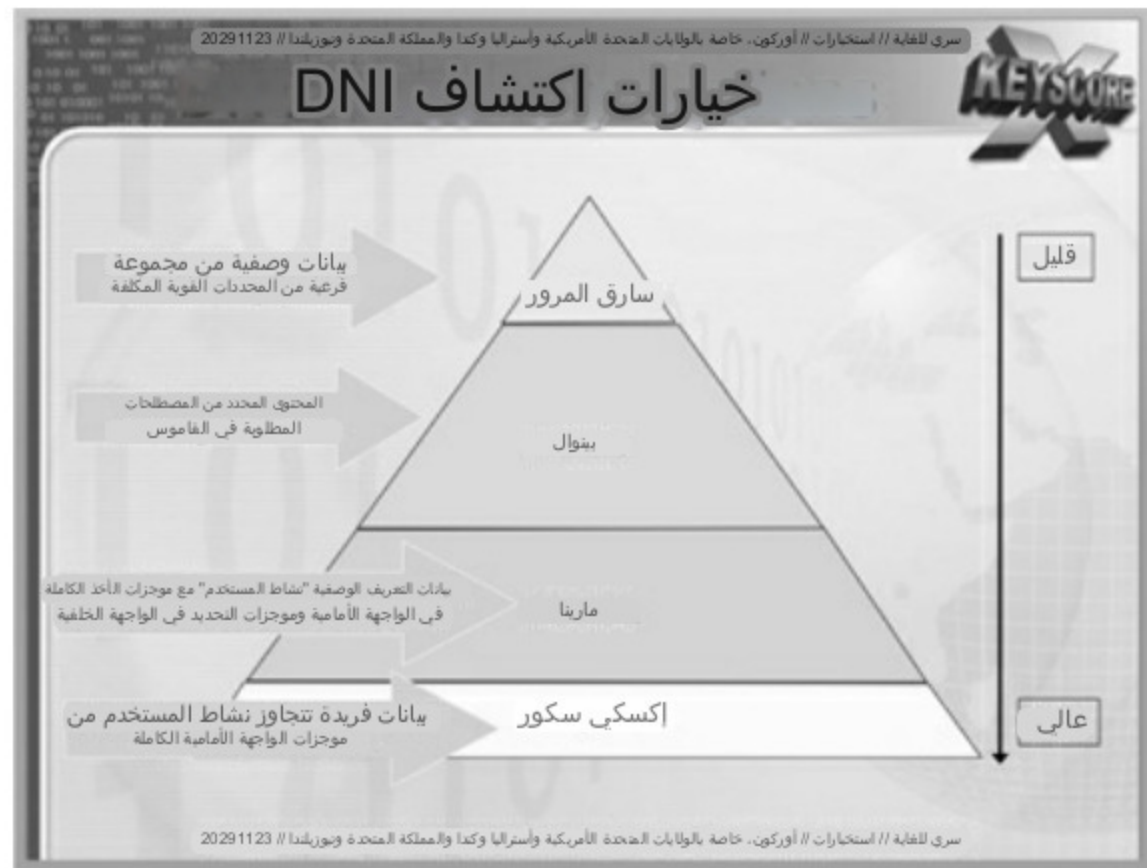 سري للغاية // استخبارات // أوركون، خاصة بالولايات المتحدة الأمريكية وأستراليا وكندا والمملكة المتحدة ونيوزيلندا // 20291123
خيارات اكتشاف DNI
X KEYSCORE
قليل
بيانات وصفية من مجموعة
فرعية من المحددات القوية المكلفة
سارق المرور
المحتوى المحدد من المصطلحات
المطلوبة في القاموس
بينوال
بيانات التعريف الوصفية "نشاط المستخدم" مع موجزات الأخذ الكاملة
في الواجهة الأمامية وموجزات التحديد في الواجهة الخلفية
مارينا
بيانات فريدة تتجاوز نشاط المستخدم من
موجزات الواجهة الأمامية الكاملة
إكسكي سكور
عالي
سري للغاية // استخبارات // أوركون، خاصة بالولايات المتحدة الأمريكية وأستراليا وكندا والمملكة المتحدة ونيوزيلندا // 20291123